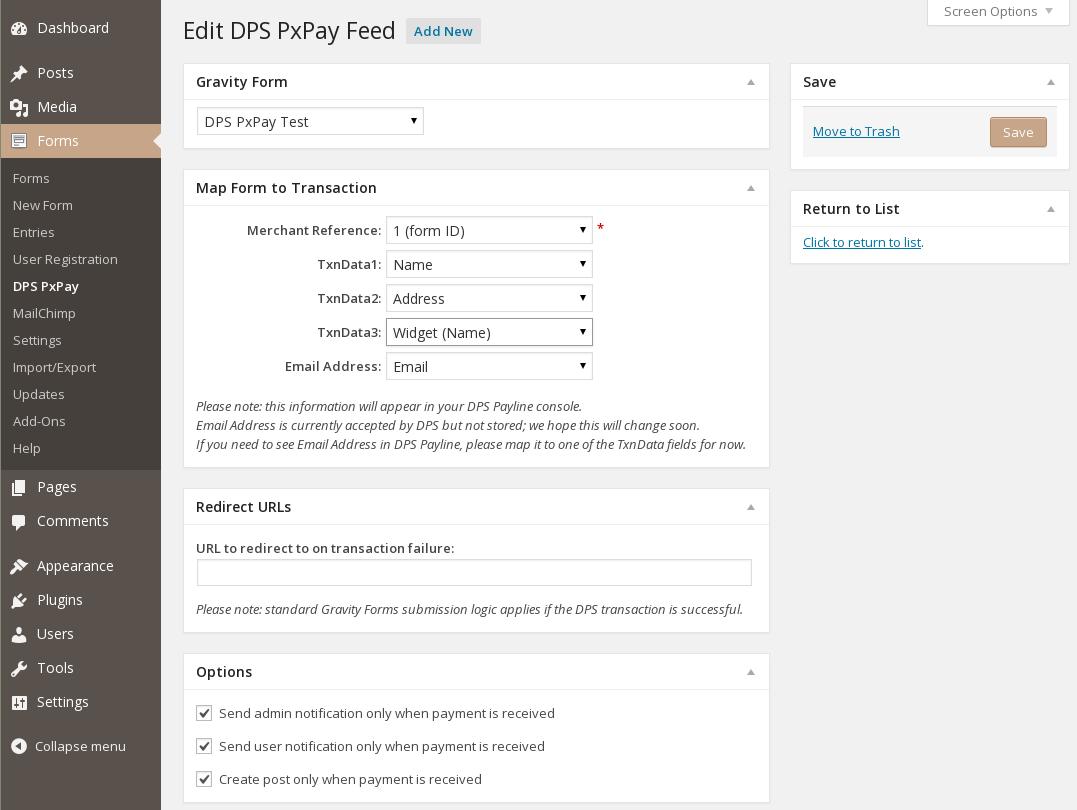 Dashboard
Posts
Media
Forms
Forms
New Form
Entries
User Registration
DPS PxPay
MailChimp
Settings
Import/Export
Updates
Add-Ons
Help
Pages
Comments
Appearance
Plugins
Users
Tools
Settings
Collapse menu
Screen Options
Edit DPS PxPay Feed Add New
Gravity Form
DPS PxPay Test
Map Form to Transaction
Merchant Reference: 1 (form ID) *
TxnData1: Name
TxnData2: Address
TxnData3: Widget (Name)
Email Address: Email
Please note: this information will appear in your DPS Payline console.
Email Address is currently accepted by DPS but not stored; we hope this will change soon.
If you need to see Email Address in DPS Payline, please map it to one of the TxnData fields for now.
Redirect URLs
URL to redirect to on transaction failure:
Please note: standard Gravity Forms submission logic applies if the DPS transaction is successful.
Options
Send admin notification only when payment is received
Send user notification only when payment is received
Create post only when payment is received
Save
Move to Trash Save
Return to List
Click to return to list.